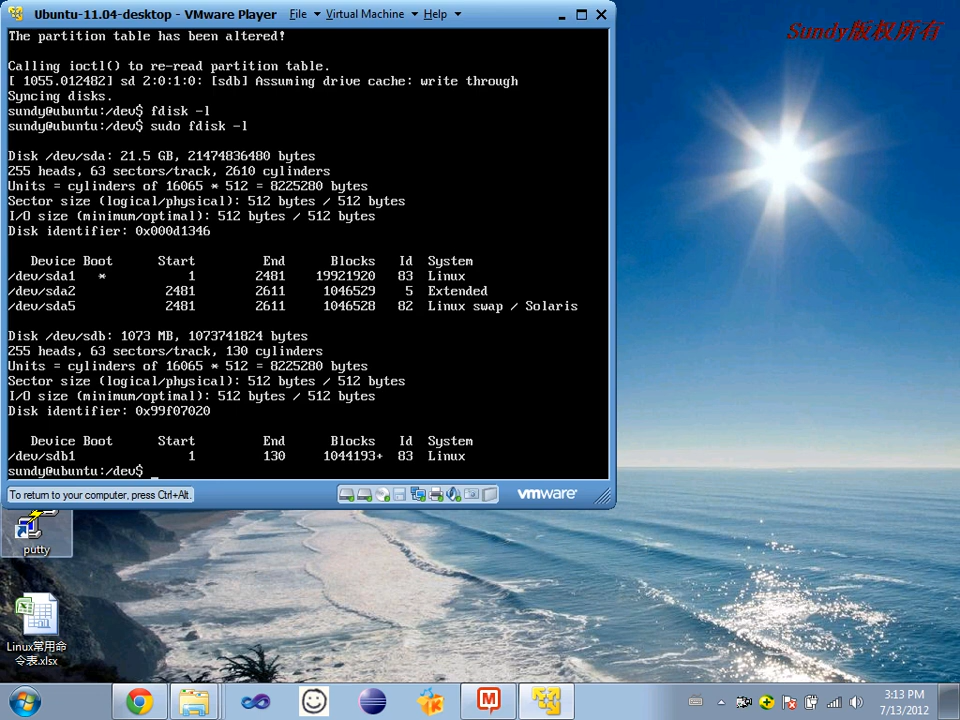 Ubuntu-11.04-desktop - VMware Player File Virtual Machine Help
Sundy版权所有
The partition table has been altered!
Calling ioctl() to re-read partition table.
[ 1055.012482] sd 2:0:1:0: [sdb] Assuming drive cache: write through
Syncing disks.
sundy@ubuntu:/dev$ fdisk -l
sundy@ubuntu:/dev$ sudo fdisk -l
Disk /dev/sda: 21.5 GB, 21474836480 bytes
255 heads, 63 sectors/track, 2610 cylinders
Units = cylinders of 16065 * 512 = 8225280 bytes
Sector size (logical/physical): 512 bytes / 512 bytes
I/O size (minimum/optimal): 512 bytes / 512 bytes
Disk identifier: 0x000d1346
Device Boot Start End Blocks Id System
/dev/sda1 * 1 2481 19921920 83 Linux
/dev/sda2 2481 2611 1046529 5 Extended
/dev/sda5 2481 2611 1046528 82 Linux swap / Solaris
Disk /dev/sdb: 1073 MB, 1073741824 bytes
255 heads, 63 sectors/track, 130 cylinders
Units = cylinders of 16065 * 512 = 8225280 bytes
Sector size (logical/physical): 512 bytes / 512 bytes
I/O size (minimum/optimal): 512 bytes / 512 bytes
Disk identifier: 0x99f07020
Device Boot Start End Blocks Id System
/dev/sdb1 1 130 1044193+ 83 Linux
sundy@ubuntu:/dev$ _
To return to your computer, press Ctrl+Alt.
vmware
putty
Linux常用命
令表.xlsx
3:13 PM
7/13/2012